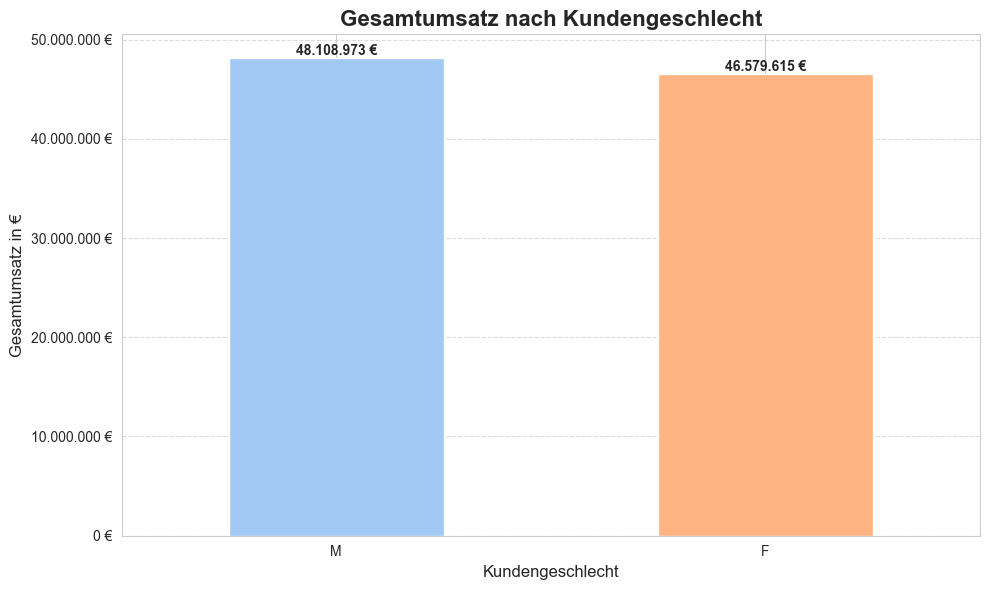 Gesamtumsatz nach Kundengeschlecht
Gesamtumsatz in €
50.000.000 €
40.000.000 €
30.000.000 €
20.000.000 €
10.000.000 €
0 €
48.108.973 €
46.579.615 €
M
F
Kundengeschlecht